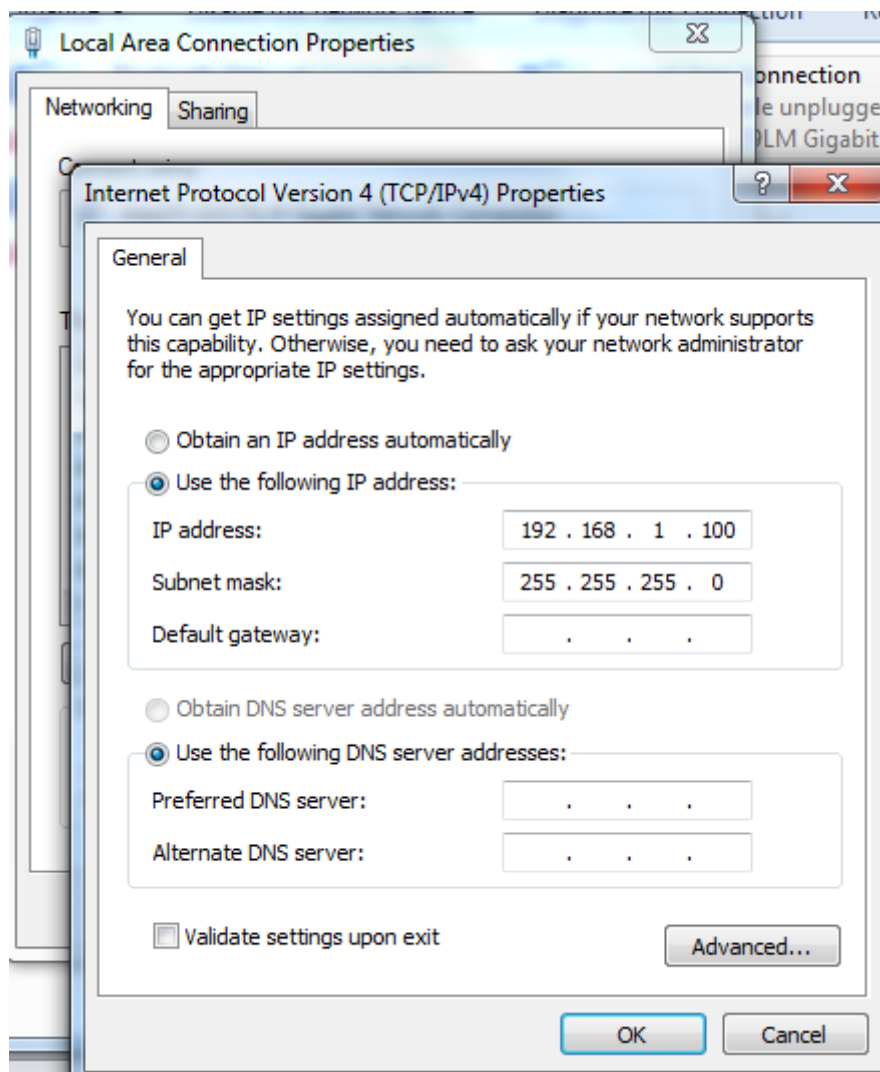 connection
Local Area Connection Properties
onnection
le unplugge
9LM Gigabit
Networking
Sharing
Internet Protocol Version 4 (TCP/IPv4) Properties
?
General
You can get IP settings assigned automatically if your network supports
this capability. Otherwise, you need to ask your network administrator
for the appropriate IP settings.
Obtain an IP address automatically
Use the following IP address:
IP address: 192 . 168 . 1 . 100
Subnet mask: 255 . 255 . 255 . 0
Default gateway: . . .
Obtain DNS server address automatically
Use the following DNS server addresses:
Preferred DNS server: . . .
Alternate DNS server: . . .
Validate settings upon exit
Advanced...
OK
Cancel